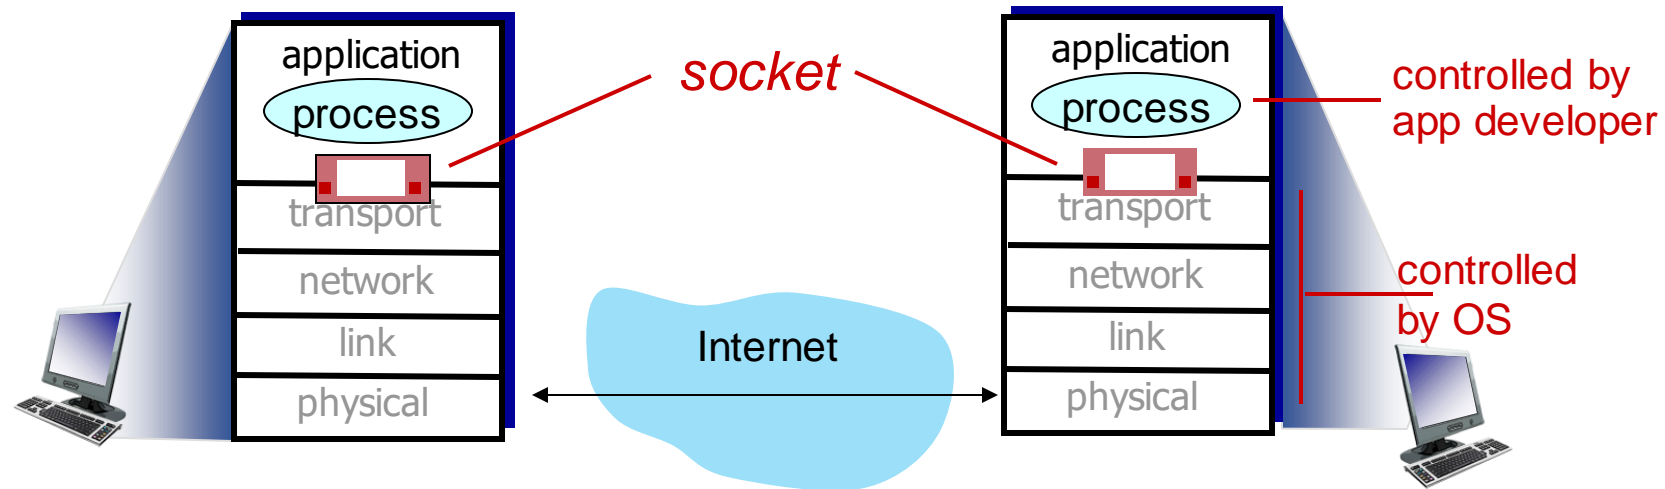 application
process
transport
network
link
physical
socket
Internet
application
process
transport
network
link
physical
controlled by
app developer
controlled
by OS